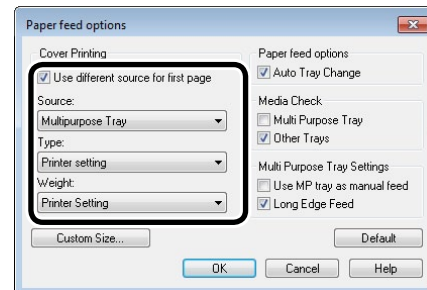 Paper feed options
Cover Printing
Use different source for first page
Source:
Multipurpose Tray
Type:
Printer setting
Weight:
Printer Setting
Paper feed options
Auto Tray Change
Media Check
Multi Purpose Tray
Other Trays
Multi Purpose Tray Settings
Use MP tray as manual feed
Long Edge Feed
Custom Size...
Default
OK
Cancel
Help